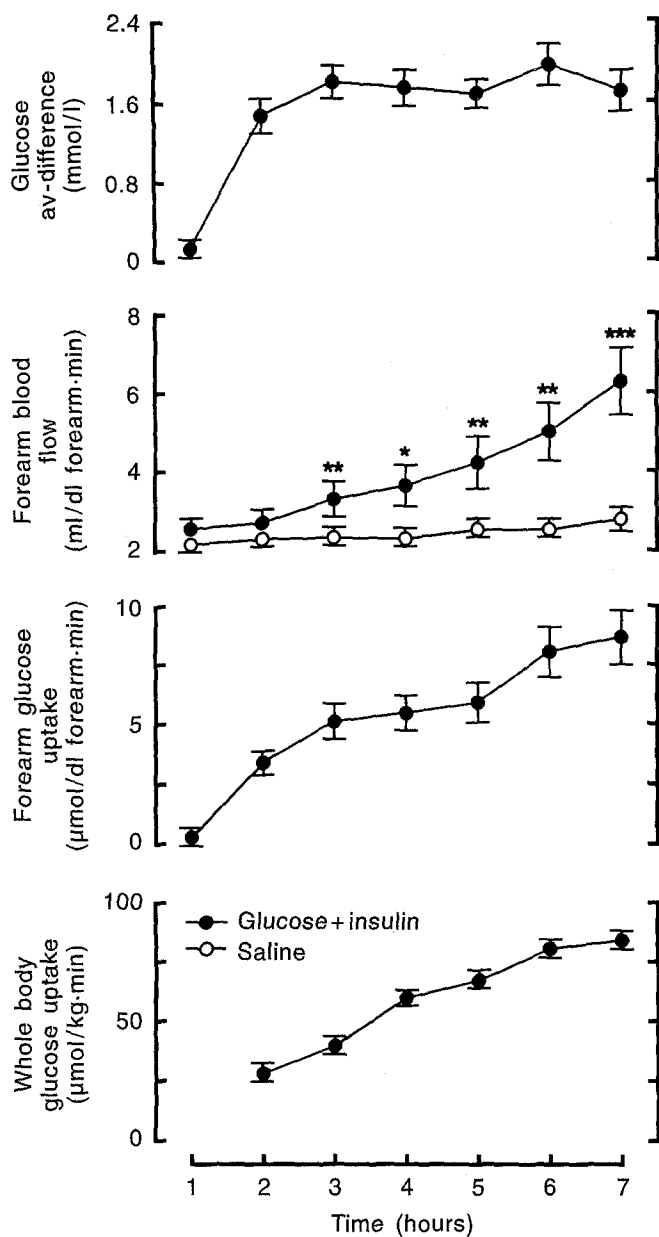 Glucose
av-difference
(mmol/l)
2.4
1.6
0.8
0
Forearm blood
flow
(ml/dl forearm·min)
8
6
4
2
**
*
**
**
***
Forearm glucose
uptake
(μmol/dl forearm·min)
10
5
0
Whole body
glucose uptake
(μmol/kg·min)
100
50
0
Glucose+insulin
Saline
1 2 3 4 5 6 7
Time (hours)